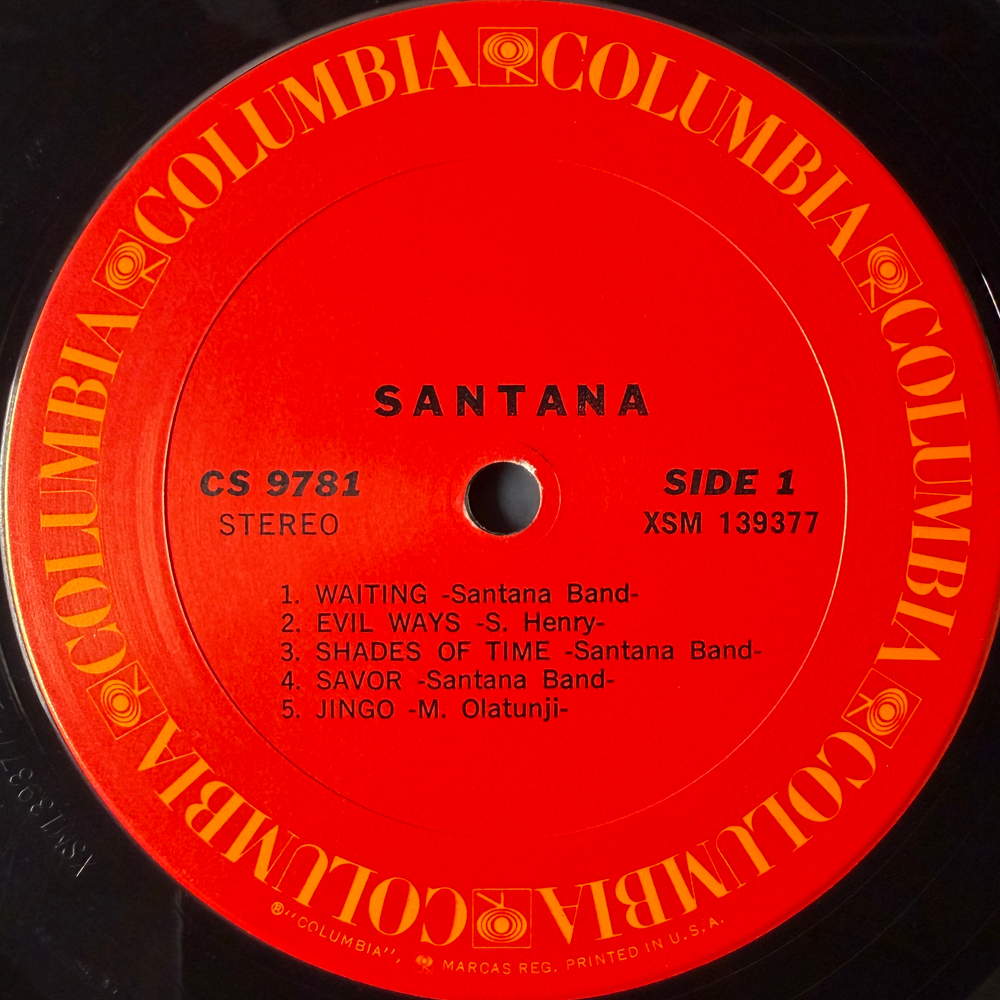 COLUMBIA COLUMBIA COLUMBIA COLUMBIA COLUMBIA COLUMBIA
SANTANA
CS 9781
STEREO
SIDE 1
XSM 139377
1. WAITING -Santana Band-
2. EVIL WAYS -S. Henry-
3. SHADES OF TIME -Santana Band-
4. SAVOR -Santana Band-
5. JINGO -M. Olatunji-
®"COLUMBIA", MARCAS REG. PRINTED IN U.S.A.